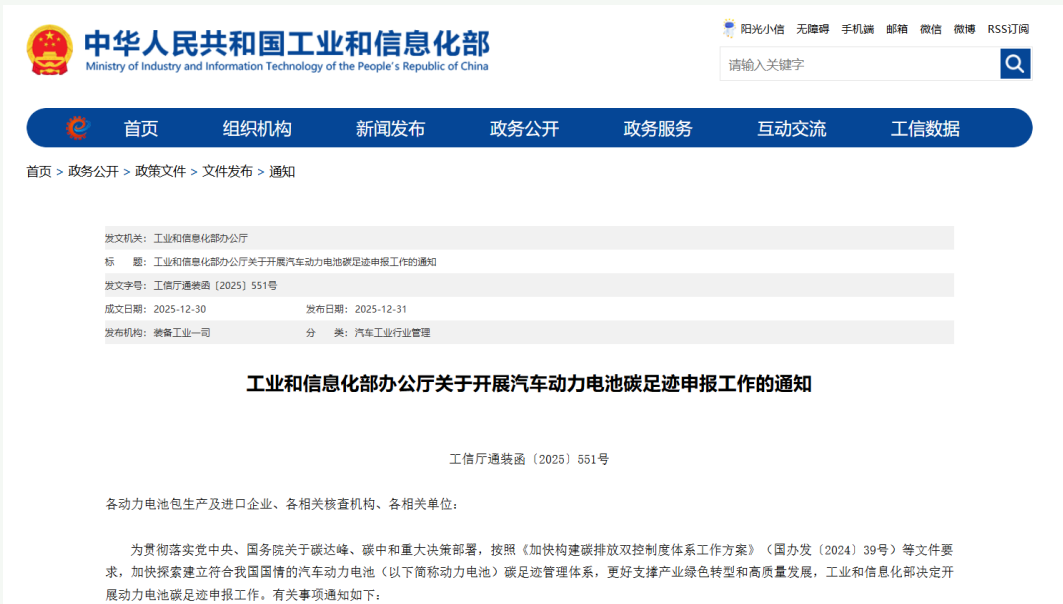 阳光小信 无障碍 手机端 邮箱 微信 微博 RSS订阅
中华人民共和国工业和信息化部
Ministry of Industry and Information Technology of the People's Republic of China
请输入关键字
首页 组织机构 新闻发布 政务公开 政务服务 互动交流 工信数据
首页 > 政务公开 > 政策文件 > 文件发布 > 通知
发文机关： 工业和信息化部办公厅
标 题： 工业和信息化部办公厅关于开展汽车动力电池碳足迹申报工作的通知
发文字号： 工信厅通装函〔2025〕551号
成文日期： 2025-12-30 发布日期： 2025-12-31
发布机构： 装备工业一司 分 类： 汽车工业行业管理
工业和信息化部办公厅关于开展汽车动力电池碳足迹申报工作的通知
工信厅通装函〔2025〕551号
各动力电池包生产及进口企业、各相关核查机构、各相关单位：
为贯彻落实党中央、国务院关于碳达峰、碳中和重大决策部署，按照《加快构建碳排放双控制度体系工作方案》（国办发〔2024〕39号）等文件要
求，加快探索建立符合我国国情的汽车动力电池（以下简称动力电池）碳足迹管理体系，更好支撑产业绿色转型和高质量发展，工业和信息化部决定开
展动力电池碳足迹申报工作。有关事项通知如下：